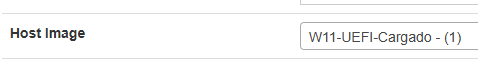 Host Image
W11-UEFI-Cargado - (1)